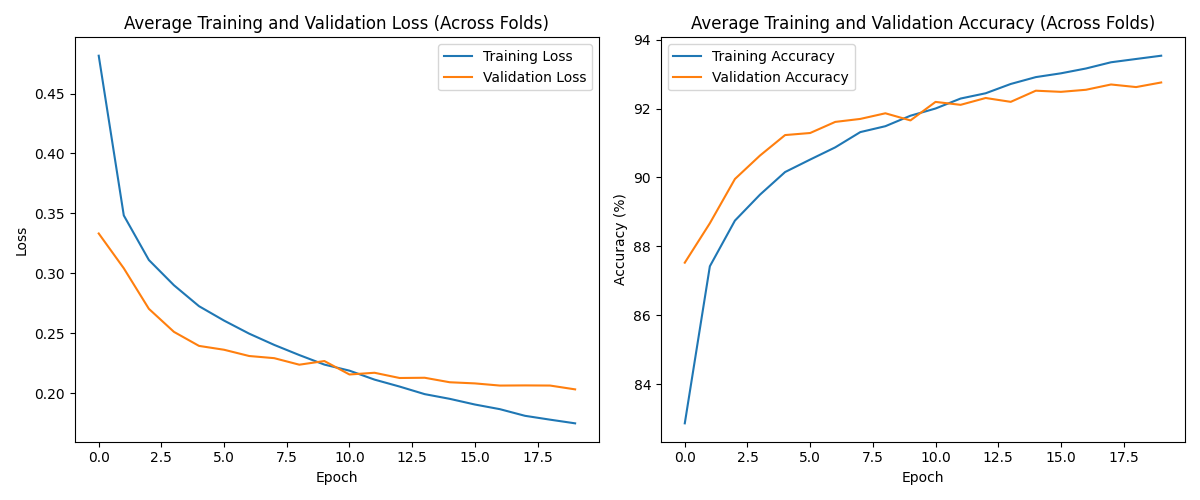 Average Training and Validation Loss (Across Folds)
Training Loss
Validation Loss
0.45
0.40
0.35
0.30
0.25
0.20
Loss
0.0 2.5 5.0 7.5 10.0 12.5 15.0 17.5
Epoch
Average Training and Validation Accuracy (Across Folds)
Training Accuracy
Validation Accuracy
94
92
90
88
86
84
Accuracy (%)
0.0 2.5 5.0 7.5 10.0 12.5 15.0 17.5
Epoch